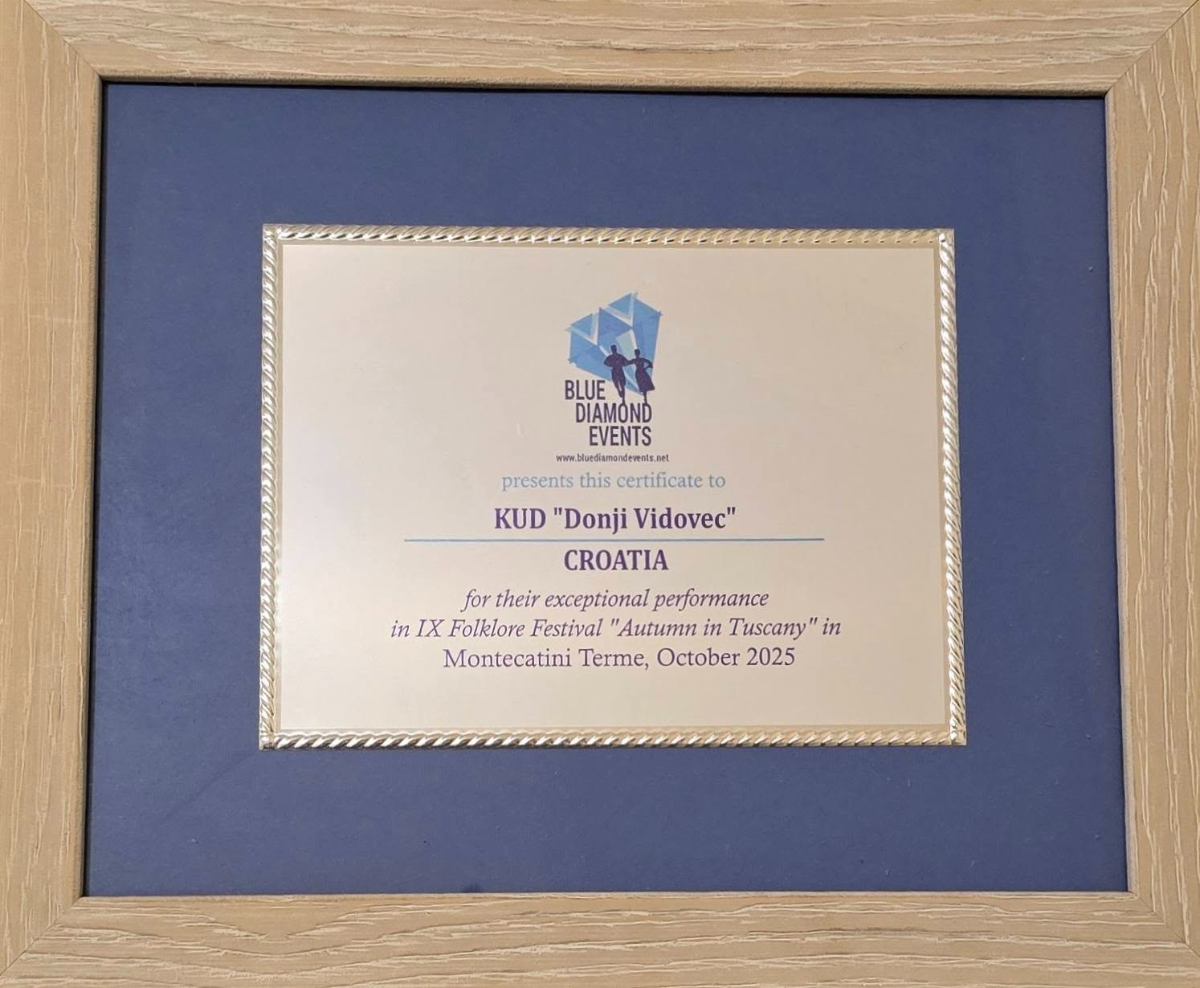 BLUE
DIAMOND
EVENTS
www.bluediamondevents.net
presents this certificate to
KUD "Donji Vidovec"
CROATIA
for their exceptional performance
in IX Folklore Festival "Autumn in Tuscany" in
Montecatini Terme, October 2025